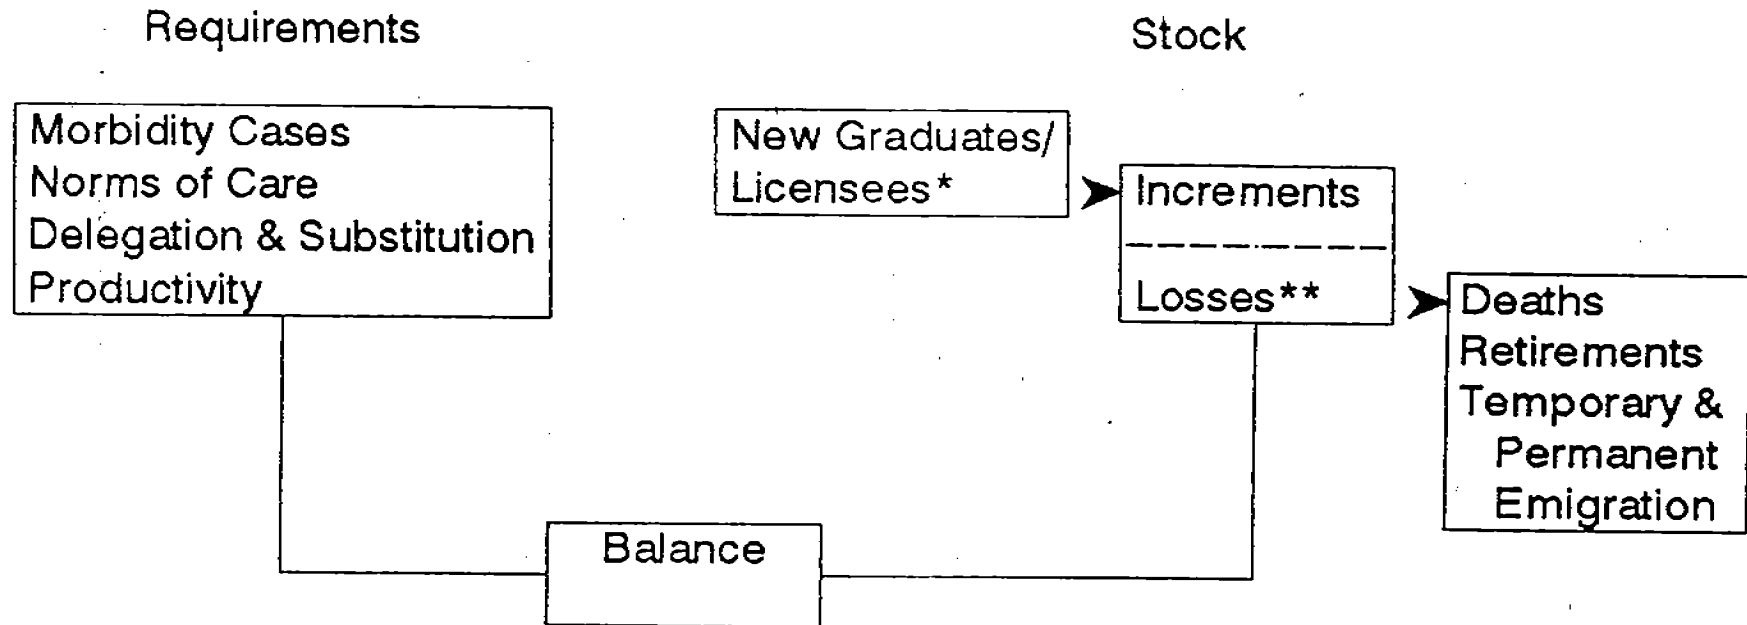 Requirements
Stock
Morbidity Cases
Norms of Care
Delegation & Substitution
Productivity
New Graduates/
Licensees*
Increments
Losses**
Deaths
Retirements
Temporary &
Permanent
Emigration
Balance